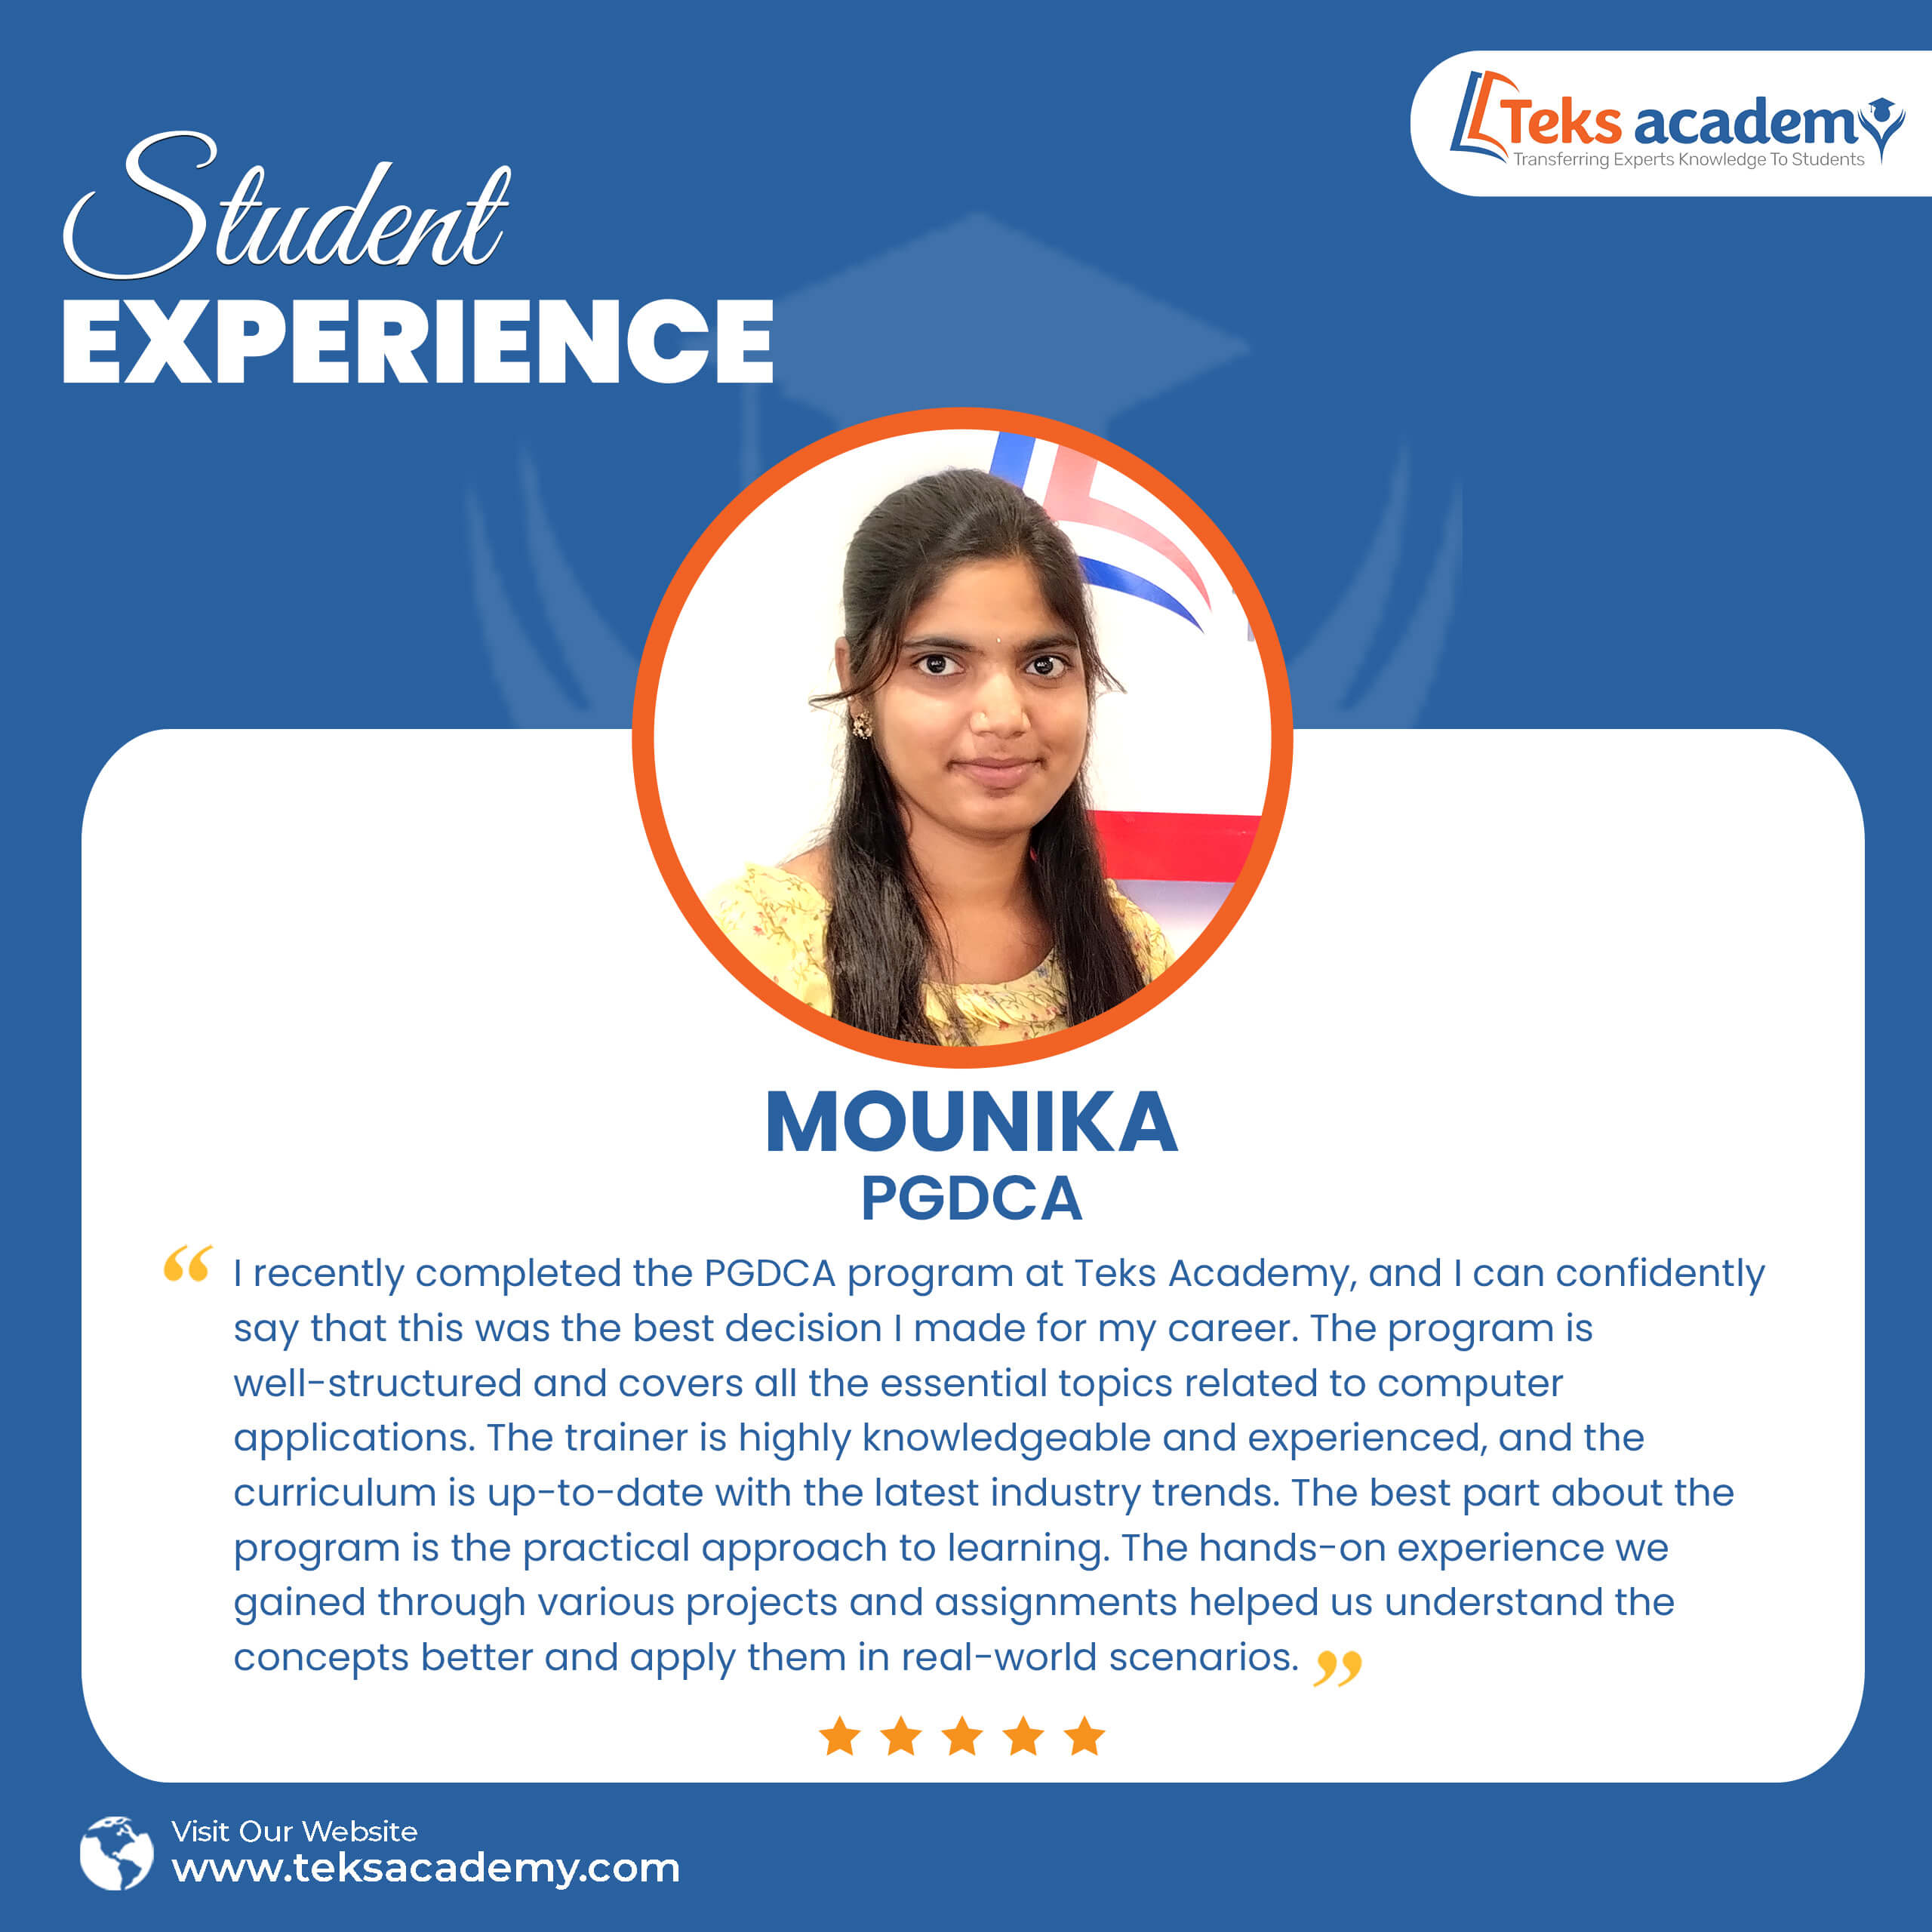 Teks academy
Transferring Experts Knowledge To Students
Student
EXPERIENCE
MOUNIKA
PGDCA
“ I recently completed the PGDCA program at Teks Academy, and I can confidently
say that this was the best decision I made for my career. The program is
well-structured and covers all the essential topics related to computer
applications. The trainer is highly knowledgeable and experienced, and the
curriculum is up-to-date with the latest industry trends. The best part about the
program is the practical approach to learning. The hands-on experience we
gained through various projects and assignments helped us understand the
concepts better and apply them in real-world scenarios. ”
Visit Our Website
www.teksacademy.com